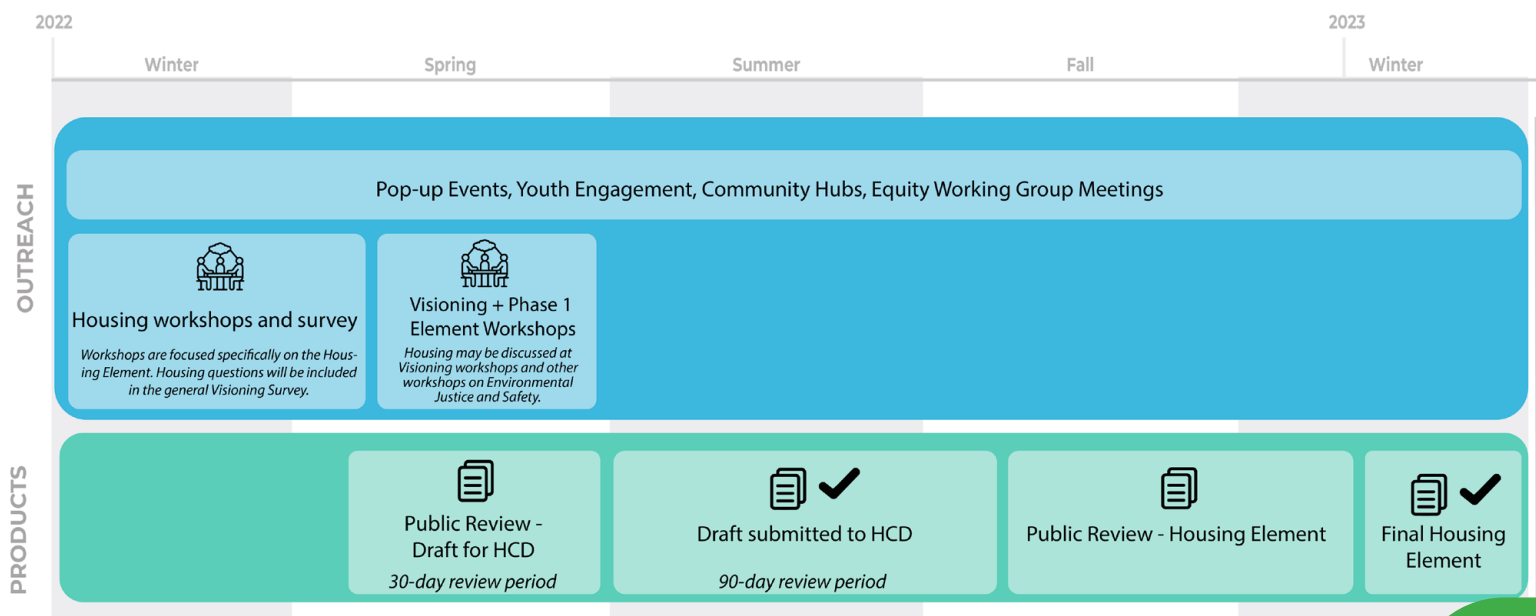 2022
2023
Winter
Spring
Summer
Fall
Winter
OUTREACH
Pop-up Events, Youth Engagement, Community Hubs, Equity Working Group Meetings
Housing workshops and survey
Workshops are focused specifically on the Hous-
ing Element. Housing questions will be included
in the general Visioning Survey.
Visioning + Phase 1
Element Workshops
Housing may be discussed at
Visioning workshops and other
workshops on Environmental
Justice and Safety.
PRODUCTS
Public Review -
Draft for HCD
30-day review period
Draft submitted to HCD
90-day review period
Public Review - Housing Element
Final Housing
Element